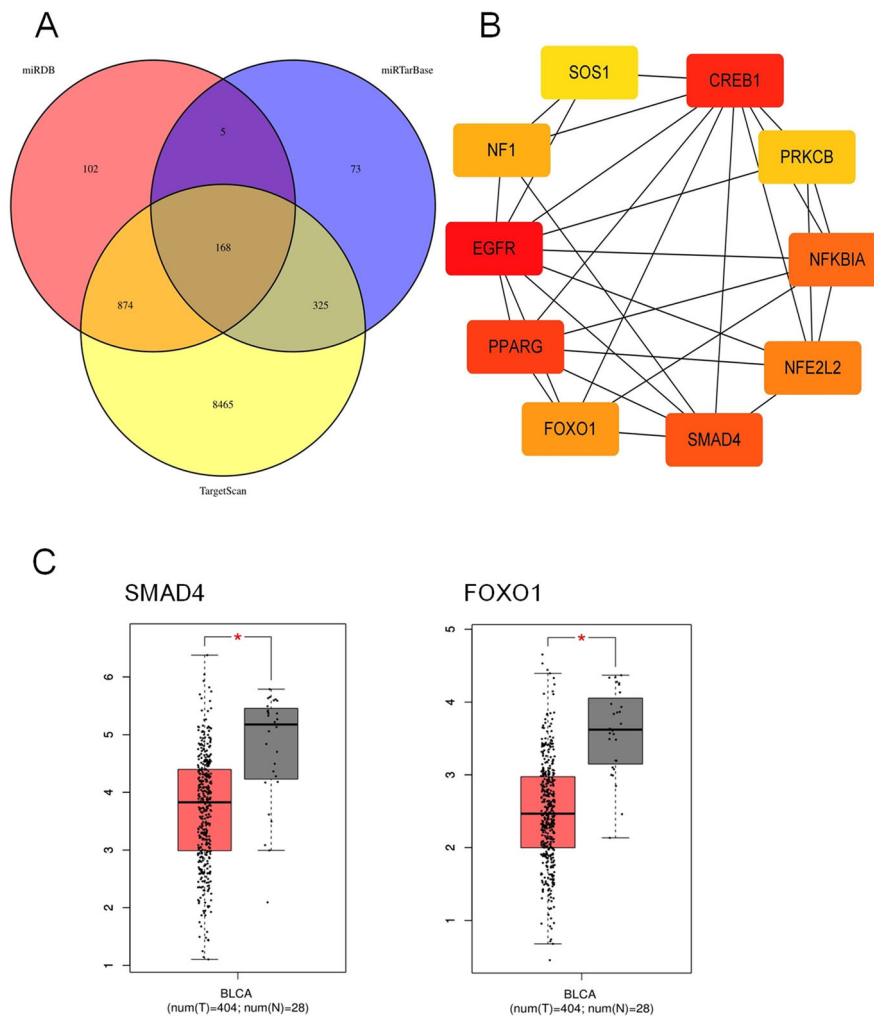 A
miRDB
miRTarBase
5
102
73
168
874
325
8465
TargetScan
B
SOS1
CREB1
NF1
PRKCB
EGFR
NFKBIA
PPARG
NFE2L2
FOXO1
SMAD4
C
SMAD4
*
6
5
4
3
2
1
BLCA
(num(T)=404; num(N)=28)
FOXO1
*
5
4
3
2
1
BLCA
(num(T)=404; num(N)=28)